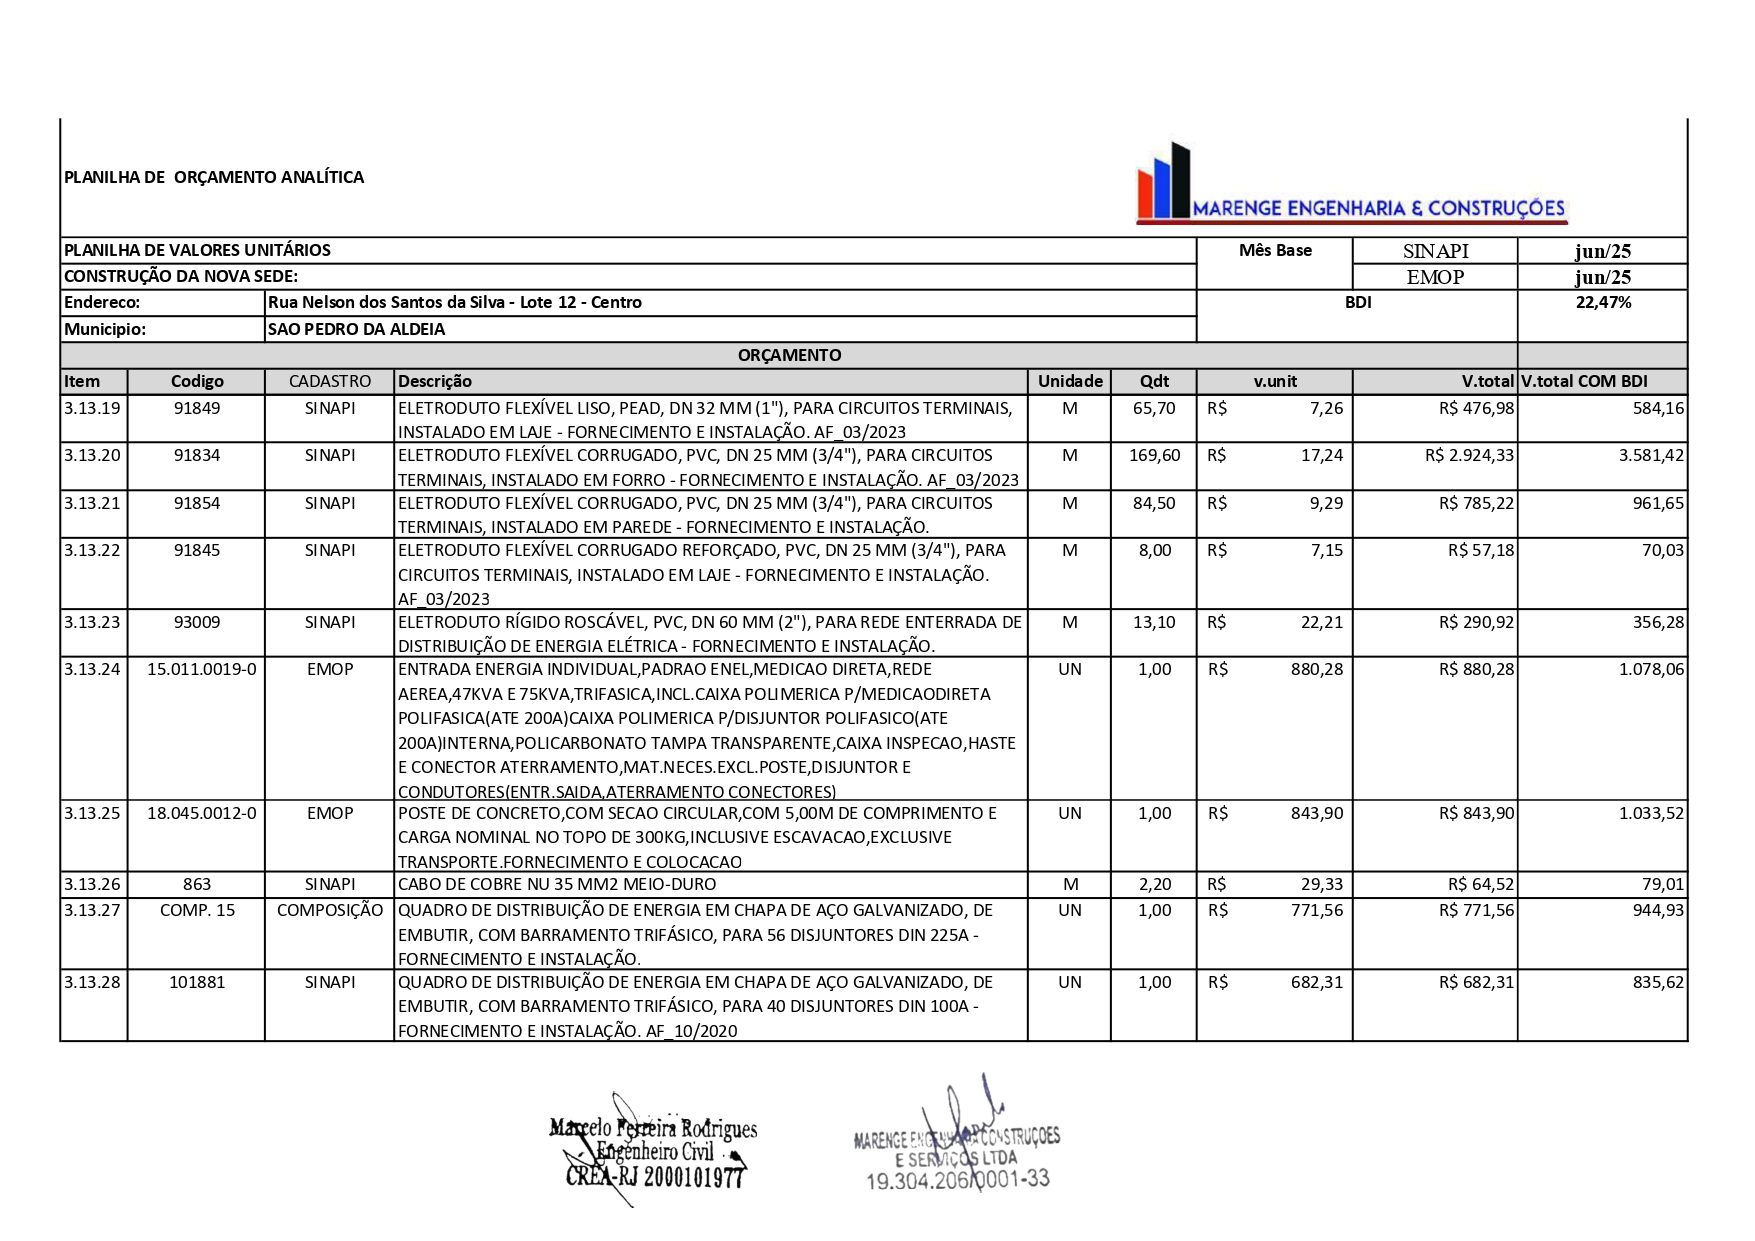 PLANILHA DE ORÇAMENTO ANALÍTICA
MARENGE ENGENHARIA & CONSTRUÇÕES
PLANILHA DE VALORES UNITÁRIOS Mês Base SINAPI jun/25
CONSTRUÇÃO DA NOVA SEDE: EMOP jun/25
Endereco: Rua Nelson dos Santos da Silva - Lote 12 - Centro BDI 22,47%
Municipio: SAO PEDRO DA ALDEIA
ORÇAMENTO
Item Codigo CADASTRO Descrição Unidade Qdt v.unit V.total V.total COM BDI
3.13.19 91849 SINAPI ELETRODUTO FLEXÍVEL LISO, PEAD, DN 32 MM (1"), PARA CIRCUITOS TERMINAIS, M 65,70 R$ 7,26 R$ 476,98 584,16
INSTALADO EM LAJE - FORNECIMENTO E INSTALAÇÃO. AF_03/2023
3.13.20 91834 SINAPI ELETRODUTO FLEXÍVEL CORRUGADO, PVC, DN 25 MM (3/4"), PARA CIRCUITOS M 169,60 R$ 17,24 R$ 2.924,33 3.581,42
TERMINAIS, INSTALADO EM FORRO - FORNECIMENTO E INSTALAÇÃO. AF_03/2023
3.13.21 91854 SINAPI ELETRODUTO FLEXÍVEL CORRUGADO, PVC, DN 25 MM (3/4"), PARA CIRCUITOS M 84,50 R$ 9,29 R$ 785,22 961,65
TERMINAIS, INSTALADO EM PAREDE - FORNECIMENTO E INSTALAÇÃO.
3.13.22 91845 SINAPI ELETRODUTO FLEXÍVEL CORRUGADO REFORÇADO, PVC, DN 25 MM (3/4"), PARA M 8,00 R$ 7,15 R$ 57,18 70,03
CIRCUITOS TERMINAIS, INSTALADO EM LAJE - FORNECIMENTO E INSTALAÇÃO.
AF_03/2023
3.13.23 93009 SINAPI ELETRODUTO RÍGIDO ROSCÁVEL, PVC, DN 60 MM (2"), PARA REDE ENTERRADA DE M 13,10 R$ 22,21 R$ 290,92 356,28
DISTRIBUIÇÃO DE ENERGIA ELÉTRICA - FORNECIMENTO E INSTALAÇÃO.
3.13.24 15.011.0019-0 EMOP ENTRADA ENERGIA INDIVIDUAL,PADRAO ENEL,MEDICAO DIRETA,REDE UN 1,00 R$ 880,28 R$ 880,28 1.078,06
AEREA,47KVA E 75KVA,TRIFASICA,INCL.CAIXA POLIMERICA P/MEDICAODIRETA
POLIFASICA(ATE 200A)CAIXA POLIMERICA P/DISJUNTOR POLIFASICO(ATE
200A)INTERNA,POLICARBONATO TAMPA TRANSPARENTE,CAIXA INSPECAO,HASTE
E CONECTOR ATERRAMENTO,MAT.NECES.EXCL.POSTE,DISJUNTOR E
CONDUTORES(ENTR.SAIDA,ATERRAMENTO CONECTORES)
3.13.25 18.045.0012-0 EMOP POSTE DE CONCRETO,COM SECAO CIRCULAR,COM 5,00M DE COMPRIMENTO E UN 1,00 R$ 843,90 R$ 843,90 1.033,52
CARGA NOMINAL NO TOPO DE 300KG,INCLUSIVE ESCAVACAO,EXCLUSIVE
TRANSPORTE.FORNECIMENTO E COLOCACAO
3.13.26 863 SINAPI CABO DE COBRE NU 35 MM2 MEIO-DURO M 2,20 R$ 29,33 R$ 64,52 79,01
3.13.27 COMP. 15 COMPOSIÇÃO QUADRO DE DISTRIBUIÇÃO DE ENERGIA EM CHAPA DE AÇO GALVANIZADO, DE UN 1,00 R$ 771,56 R$ 771,56 944,93
EMBUTIR, COM BARRAMENTO TRIFÁSICO, PARA 56 DISJUNTORES DIN 225A -
FORNECIMENTO E INSTALAÇÃO.
3.13.28 101881 SINAPI QUADRO DE DISTRIBUIÇÃO DE ENERGIA EM CHAPA DE AÇO GALVANIZADO, DE UN 1,00 R$ 682,31 R$ 682,31 835,62
EMBUTIR, COM BARRAMENTO TRIFÁSICO, PARA 40 DISJUNTORES DIN 100A -
FORNECIMENTO E INSTALAÇÃO. AF_10/2020
Marcelo Ferreira Rodrigues
Engenheiro Civil
CREA-RJ 2000101977
MARENGE ENGENHARIA CONSTRUÇOES
E SERVIÇOS LTDA
19.304.206/0001-33